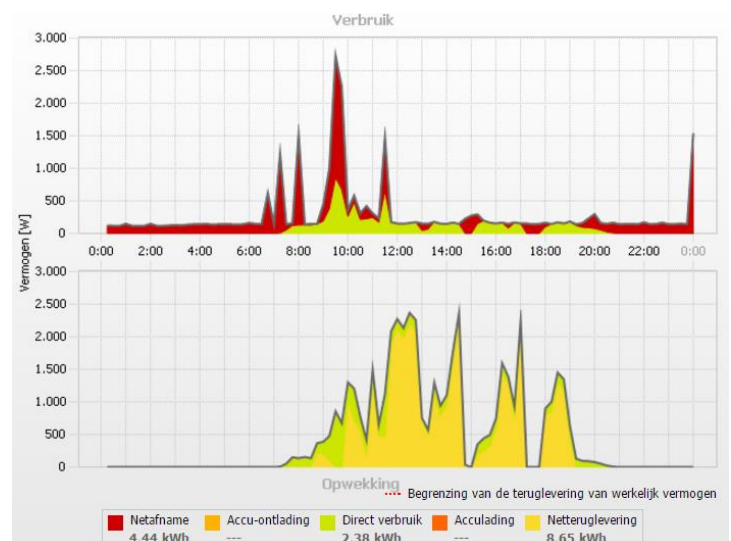 Verbruik
3.000
2.500
2.000
1.500
1.000
500
0
0:00 2:00 4:00 6:00 8:00 10:00 12:00 14:00 16:00 18:00 20:00 22:00 0:00
Vermogen [W]
3.000
2.500
2.000
1.500
1.000
500
0
Opwekking
Begrenzing van de teruglevering van werkelijk vermogen
Netafname Accu-ontlading Direct verbruik Acculading Netteruglevering
4.44 kWh --- 2.38 kWh --- 8.65 kWh